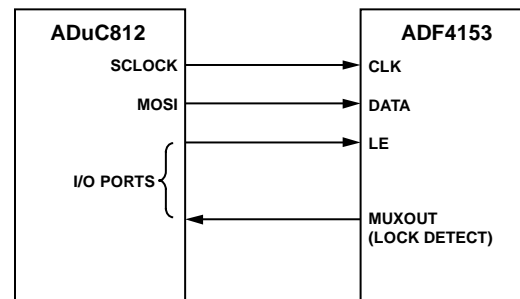 ADuC812
ADF4153
SCLOCK
CLK
MOSI
DATA
LE
I/O PORTS
MUXOUT
(LOCK DETECT)